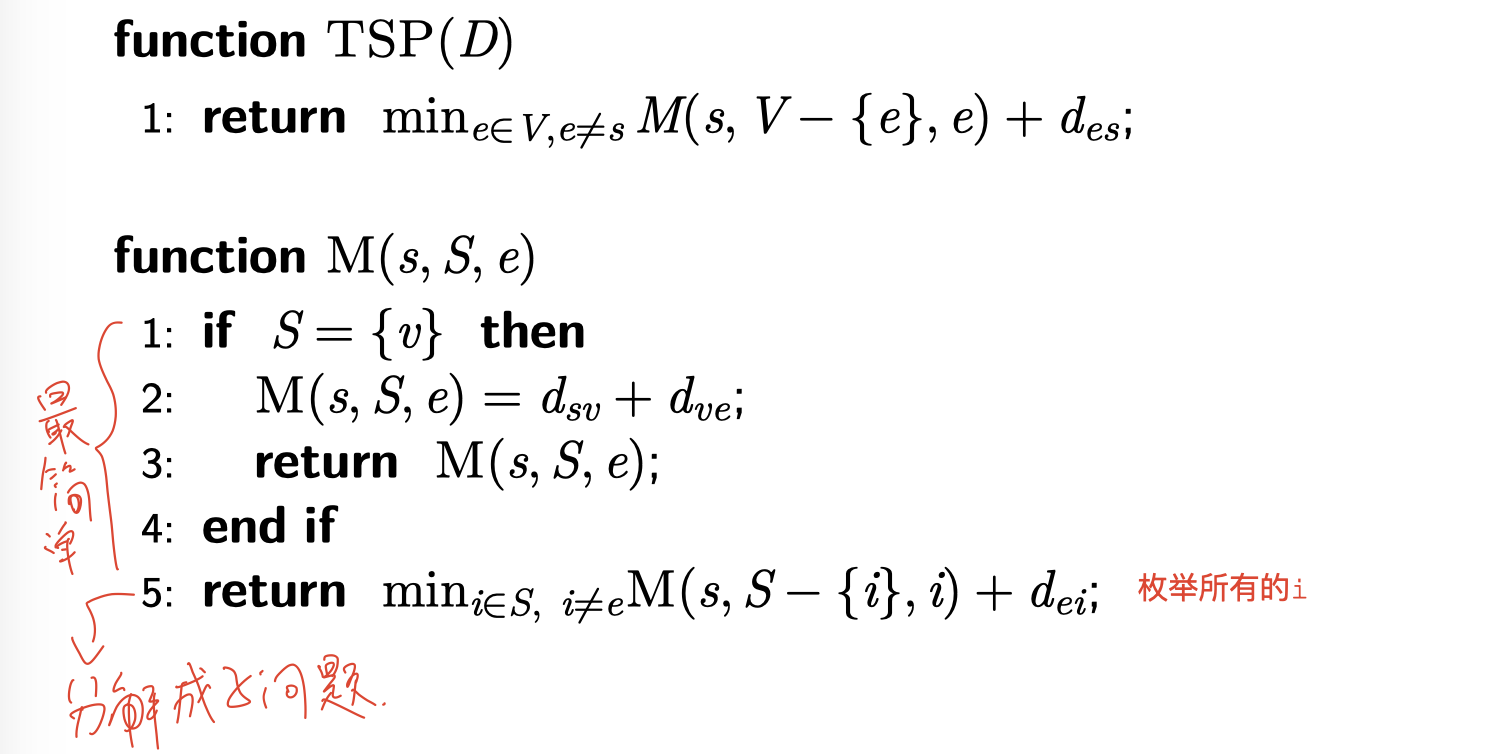 function TSP(D)
1: return min_{e∈V,e≠s} M(s, V − {e}, e) + d_{es};
function M(s, S, e)
1: if S = {v} then
2: M(s, S, e) = d_{sv} + d_{ve};
3: return M(s, S, e);
4: end if
5: return min_{i∈S, i≠e} M(s, S − {i}, i) + d_{ei}; 枚举所有的i
最简单
分解成子问题.